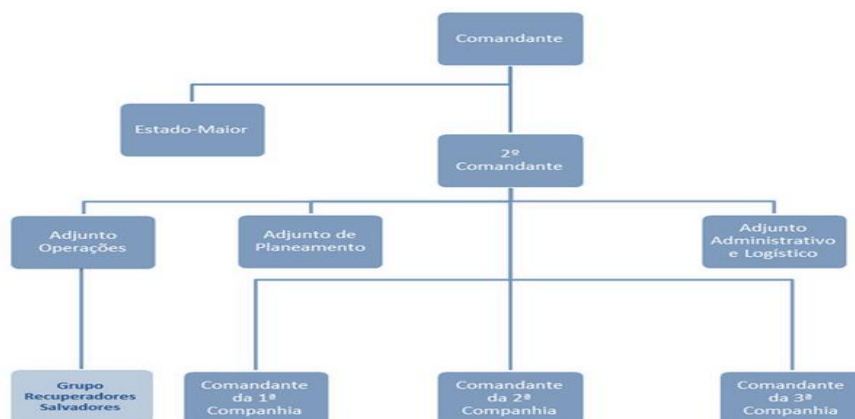 Comandante
Estado-Maior
2º
Comandante
Adjunto
Operações
Adjunto de
Planeamento
Adjunto
Administrativo
e Logístico
Grupo
Recuperadores
Salvadores
Comandante
da 1ª
Companhia
Comandante
da 2ª
Companhia
Comandante
da 3ª
Companhia